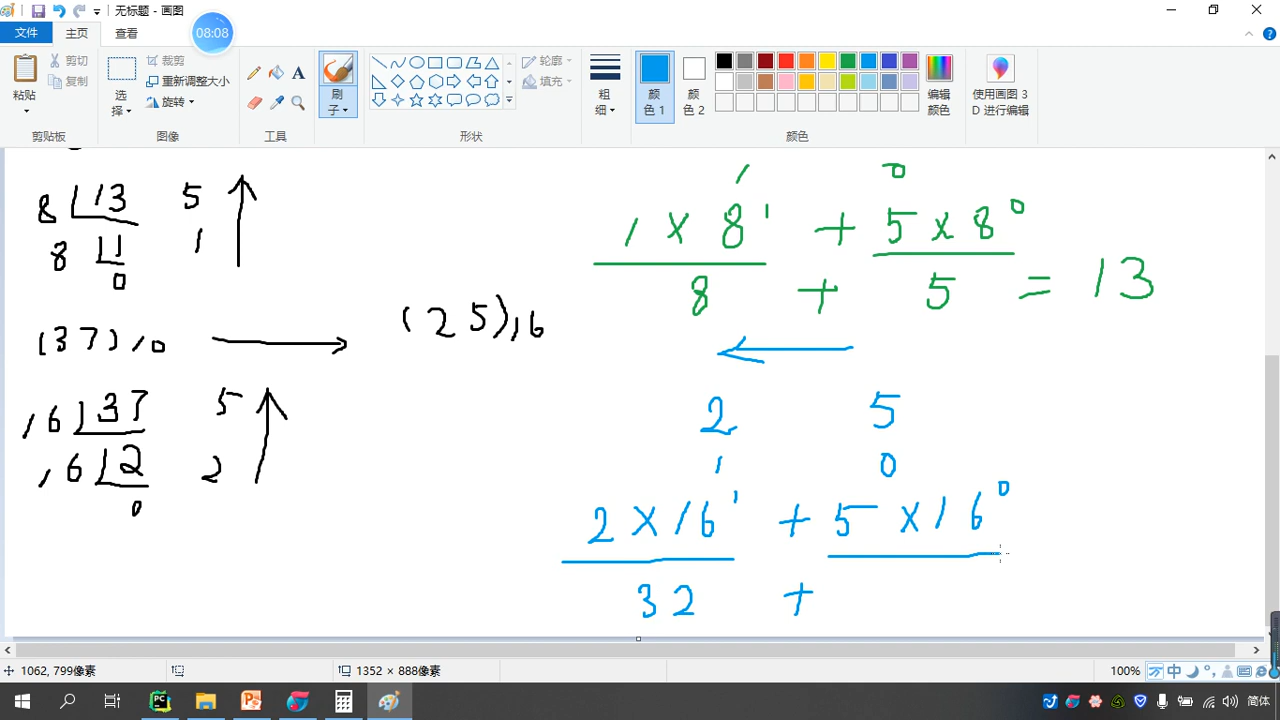 无标题 - 画图
08:08
文件 主页 查看
粘贴
剪切
复制
剪贴板
选择
裁剪
重新调整大小
旋转
图像
A
工具
刷子
轮廓
填充
形状
粗细
颜色 1
颜色 2
编辑颜色
颜色
使用画图 3D 进行编辑
8 13 5
8 1 1
0
(37)10 (25)16
16 37 5
16 2 2
0
1 0
1 × 8¹ + 5 × 8⁰
8 + 5 = 13
2 5
1 0
2 × 16¹ + 5 × 16⁰
32 +
1062, 799像素 1352 × 888像素 100%
中
简体